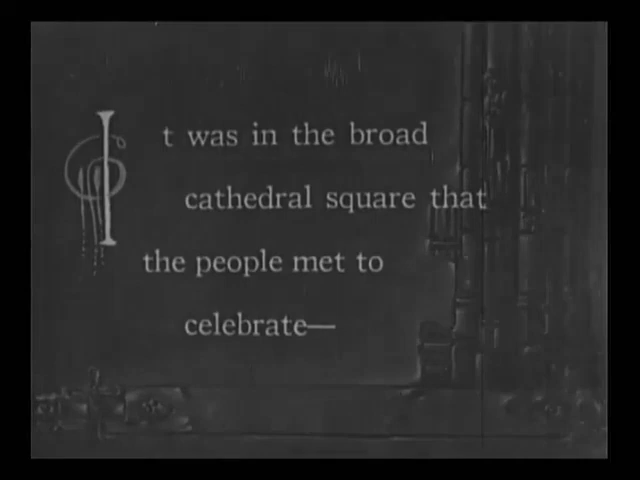 It was in the broad
cathedral square that
the people met to
celebrate—